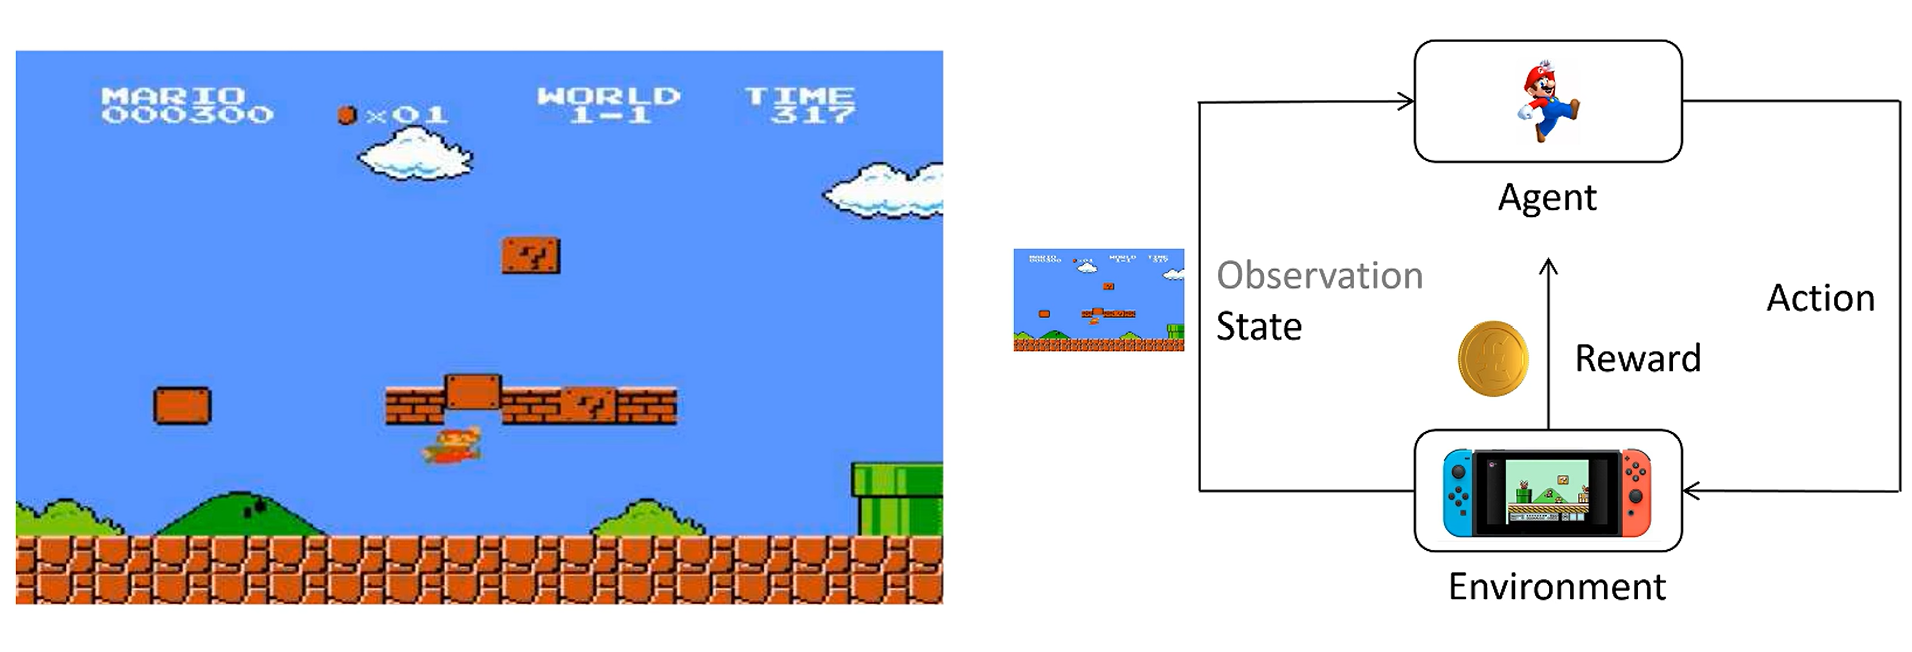 MARIO WORLD TIME
000300 ×01 1-1 317
?
?
Agent
Observation
State
Action
Reward
Environment